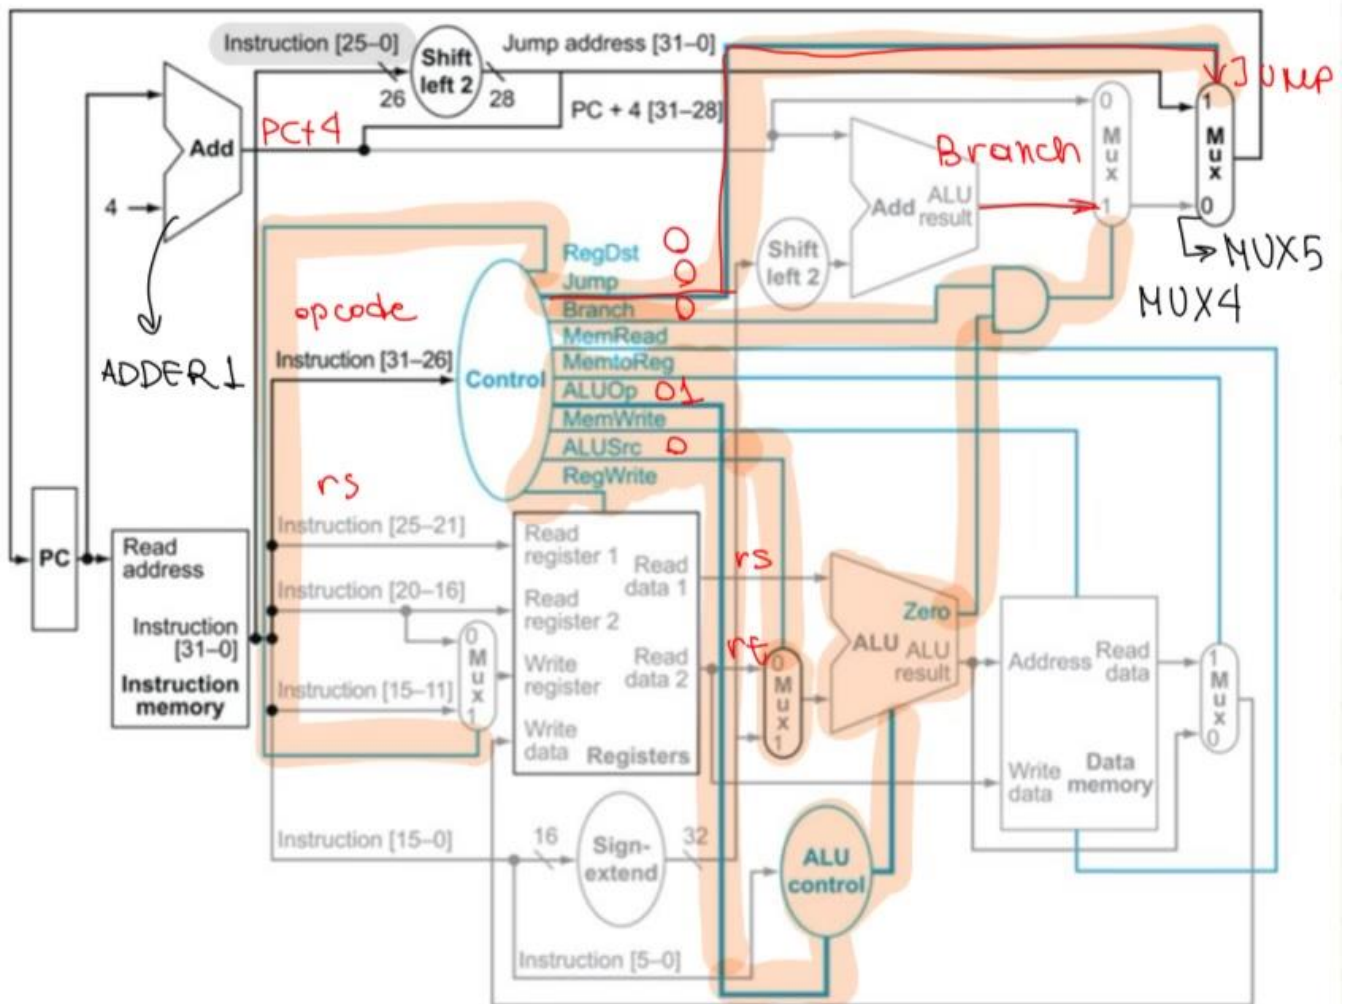 Instruction [25–0]
Shift left 2
Jump address [31–0]
26
28
PC + 4 [31–28]
JUMP
1
Mux
0
MUX5
0
Mux
1
MUX4
Add
PC+4
4
ADDER1
Branch
Add ALU result
Shift left 2
RegDst 0
Jump 0
Branch 0
MemRead
MemtoReg
ALUOp 01
MemWrite
ALUSrc 0
RegWrite
opcode
Instruction [31–26]
Control
rs
Instruction [25–21]
Instruction [20–16]
Instruction [15–11]
0
Mux
1
PC
Read address
Instruction [31–0]
Instruction memory
Read register 1
Read register 2
Write register
Write data
Read data 1
Read data 2
Registers
rs
rt
0
Mux
1
Zero
ALU
ALU result
Address
Read data
Write data
Data memory
1
Mux
0
Instruction [15–0]
16
Sign-extend
32
ALU control
Instruction [5–0]